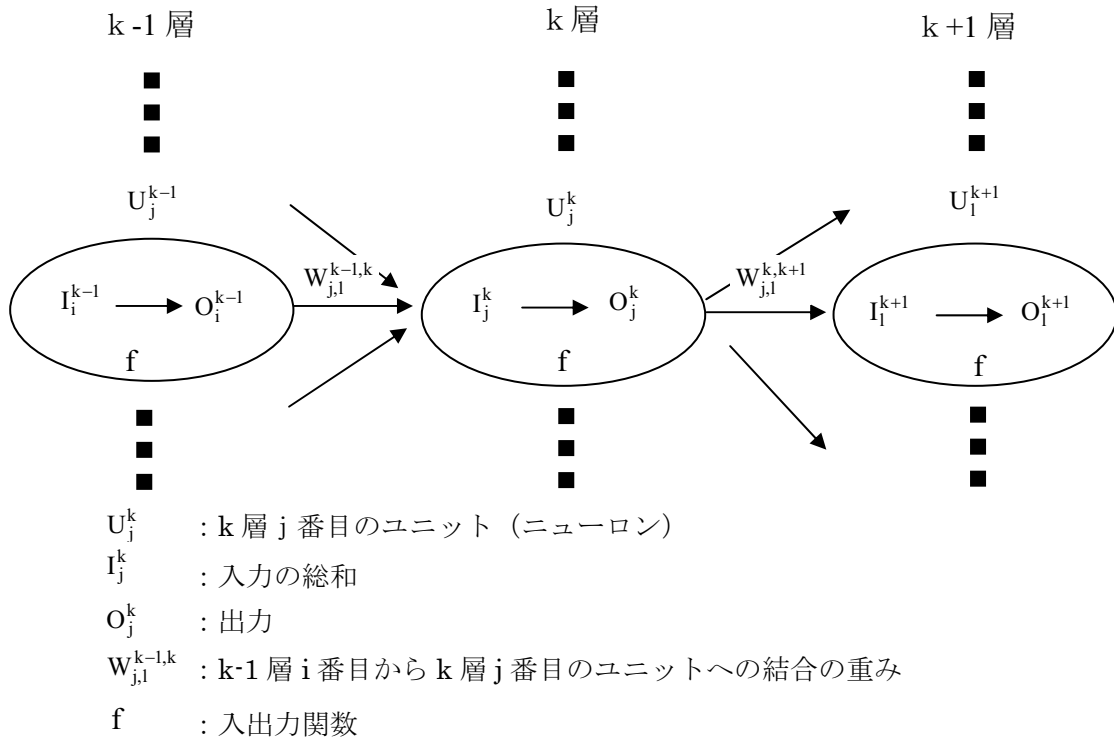 k -1 層 k 層 k +1 層
U_j^{k-1} U_j^k U_l^{k+1}
W_{j,l}^{k-1,k} W_{j,l}^{k,k+1}
I_i^{k-1} O_i^{k-1} I_j^k O_j^k I_l^{k+1} O_l^{k+1}
f f f
U_j^k :k 層 j 番目のユニット（ニューロン）
I_j^k :入力の総和
O_j^k :出力
W_{j,l}^{k-1,k} :k-1 層 i 番目から k 層 j 番目のユニットへの結合の重み
f :入出力関数